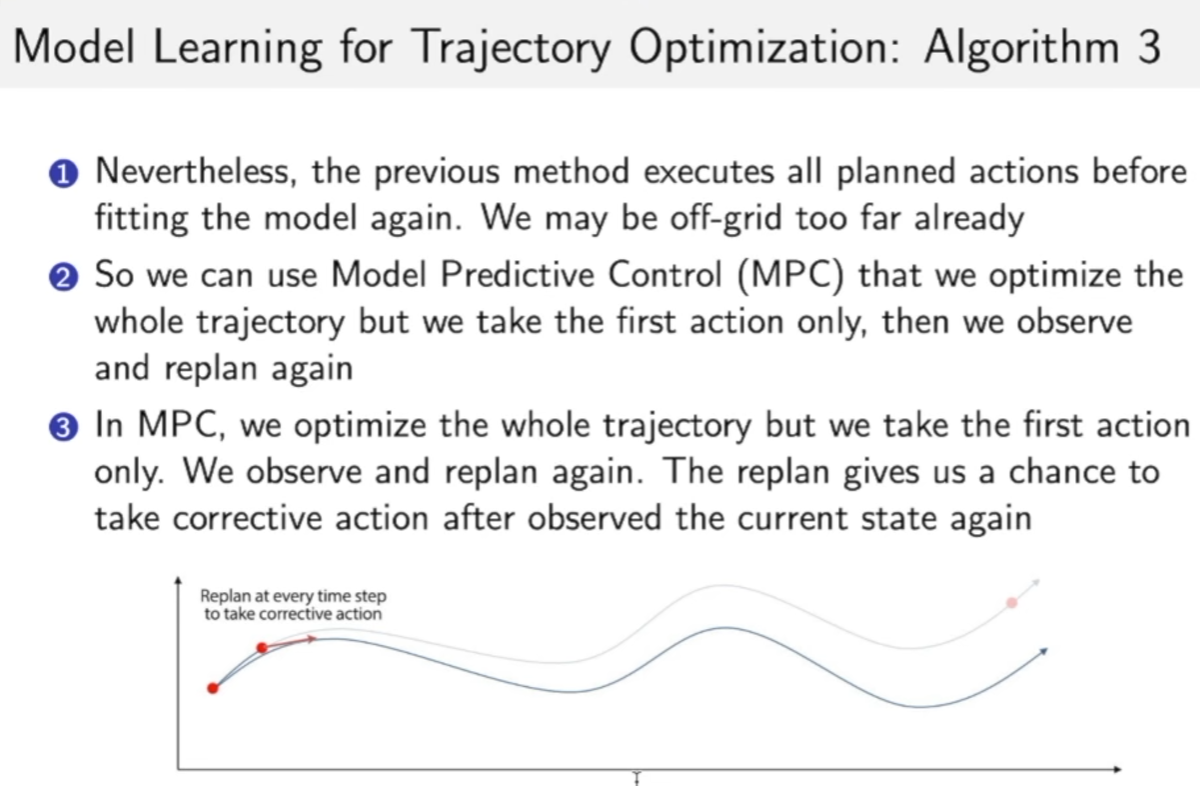 Model Learning for Trajectory Optimization: Algorithm 3
1 Nevertheless, the previous method executes all planned actions before
fitting the model again. We may be off-grid too far already
2 So we can use Model Predictive Control (MPC) that we optimize the
whole trajectory but we take the first action only, then we observe
and replan again
3 In MPC, we optimize the whole trajectory but we take the first action
only. We observe and replan again. The replan gives us a chance to
take corrective action after observed the current state again
Replan at every time step
to take corrective action